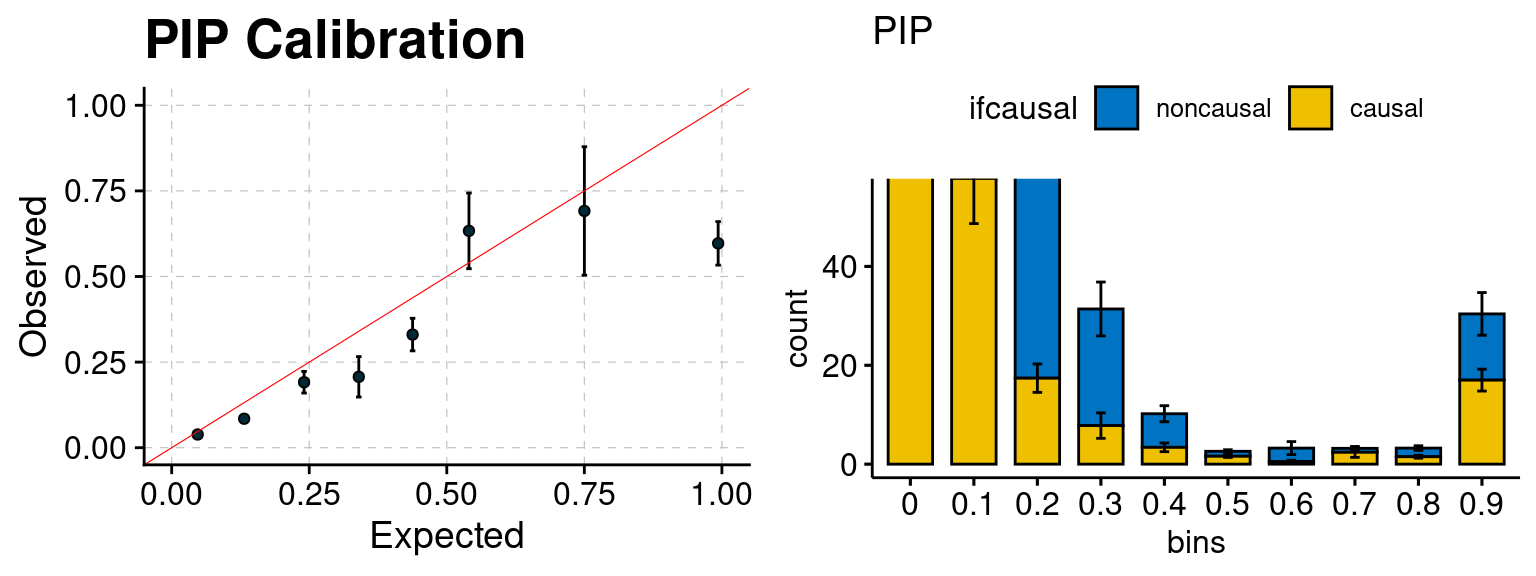 PIP Calibration
1.00
0.75
0.50
0.25
0.00
Observed
0.00 0.25 0.50 0.75 1.00
Expected
PIP
ifcausal noncausal causal
40
20
0
count
0 0.1 0.2 0.3 0.4 0.5 0.6 0.7 0.8 0.9
bins